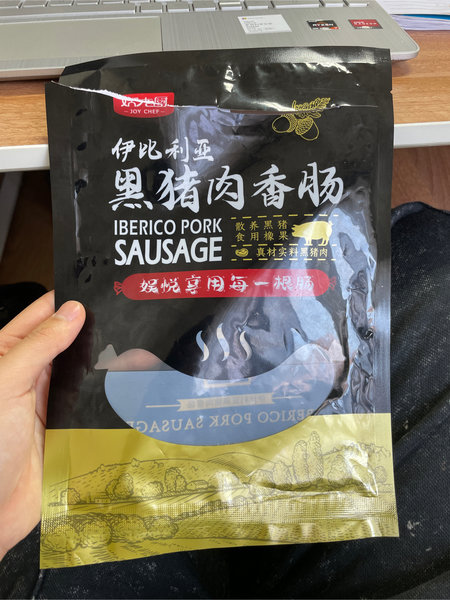 JOY CHEF
伊比利亚
黑猪肉香肠
IBERICO PORK
SAUSAGE
散养黑猪
食用橡果
真材实料黑猪肉
娱悦享用每一根肠
IBERICO PORK SAUSAGE